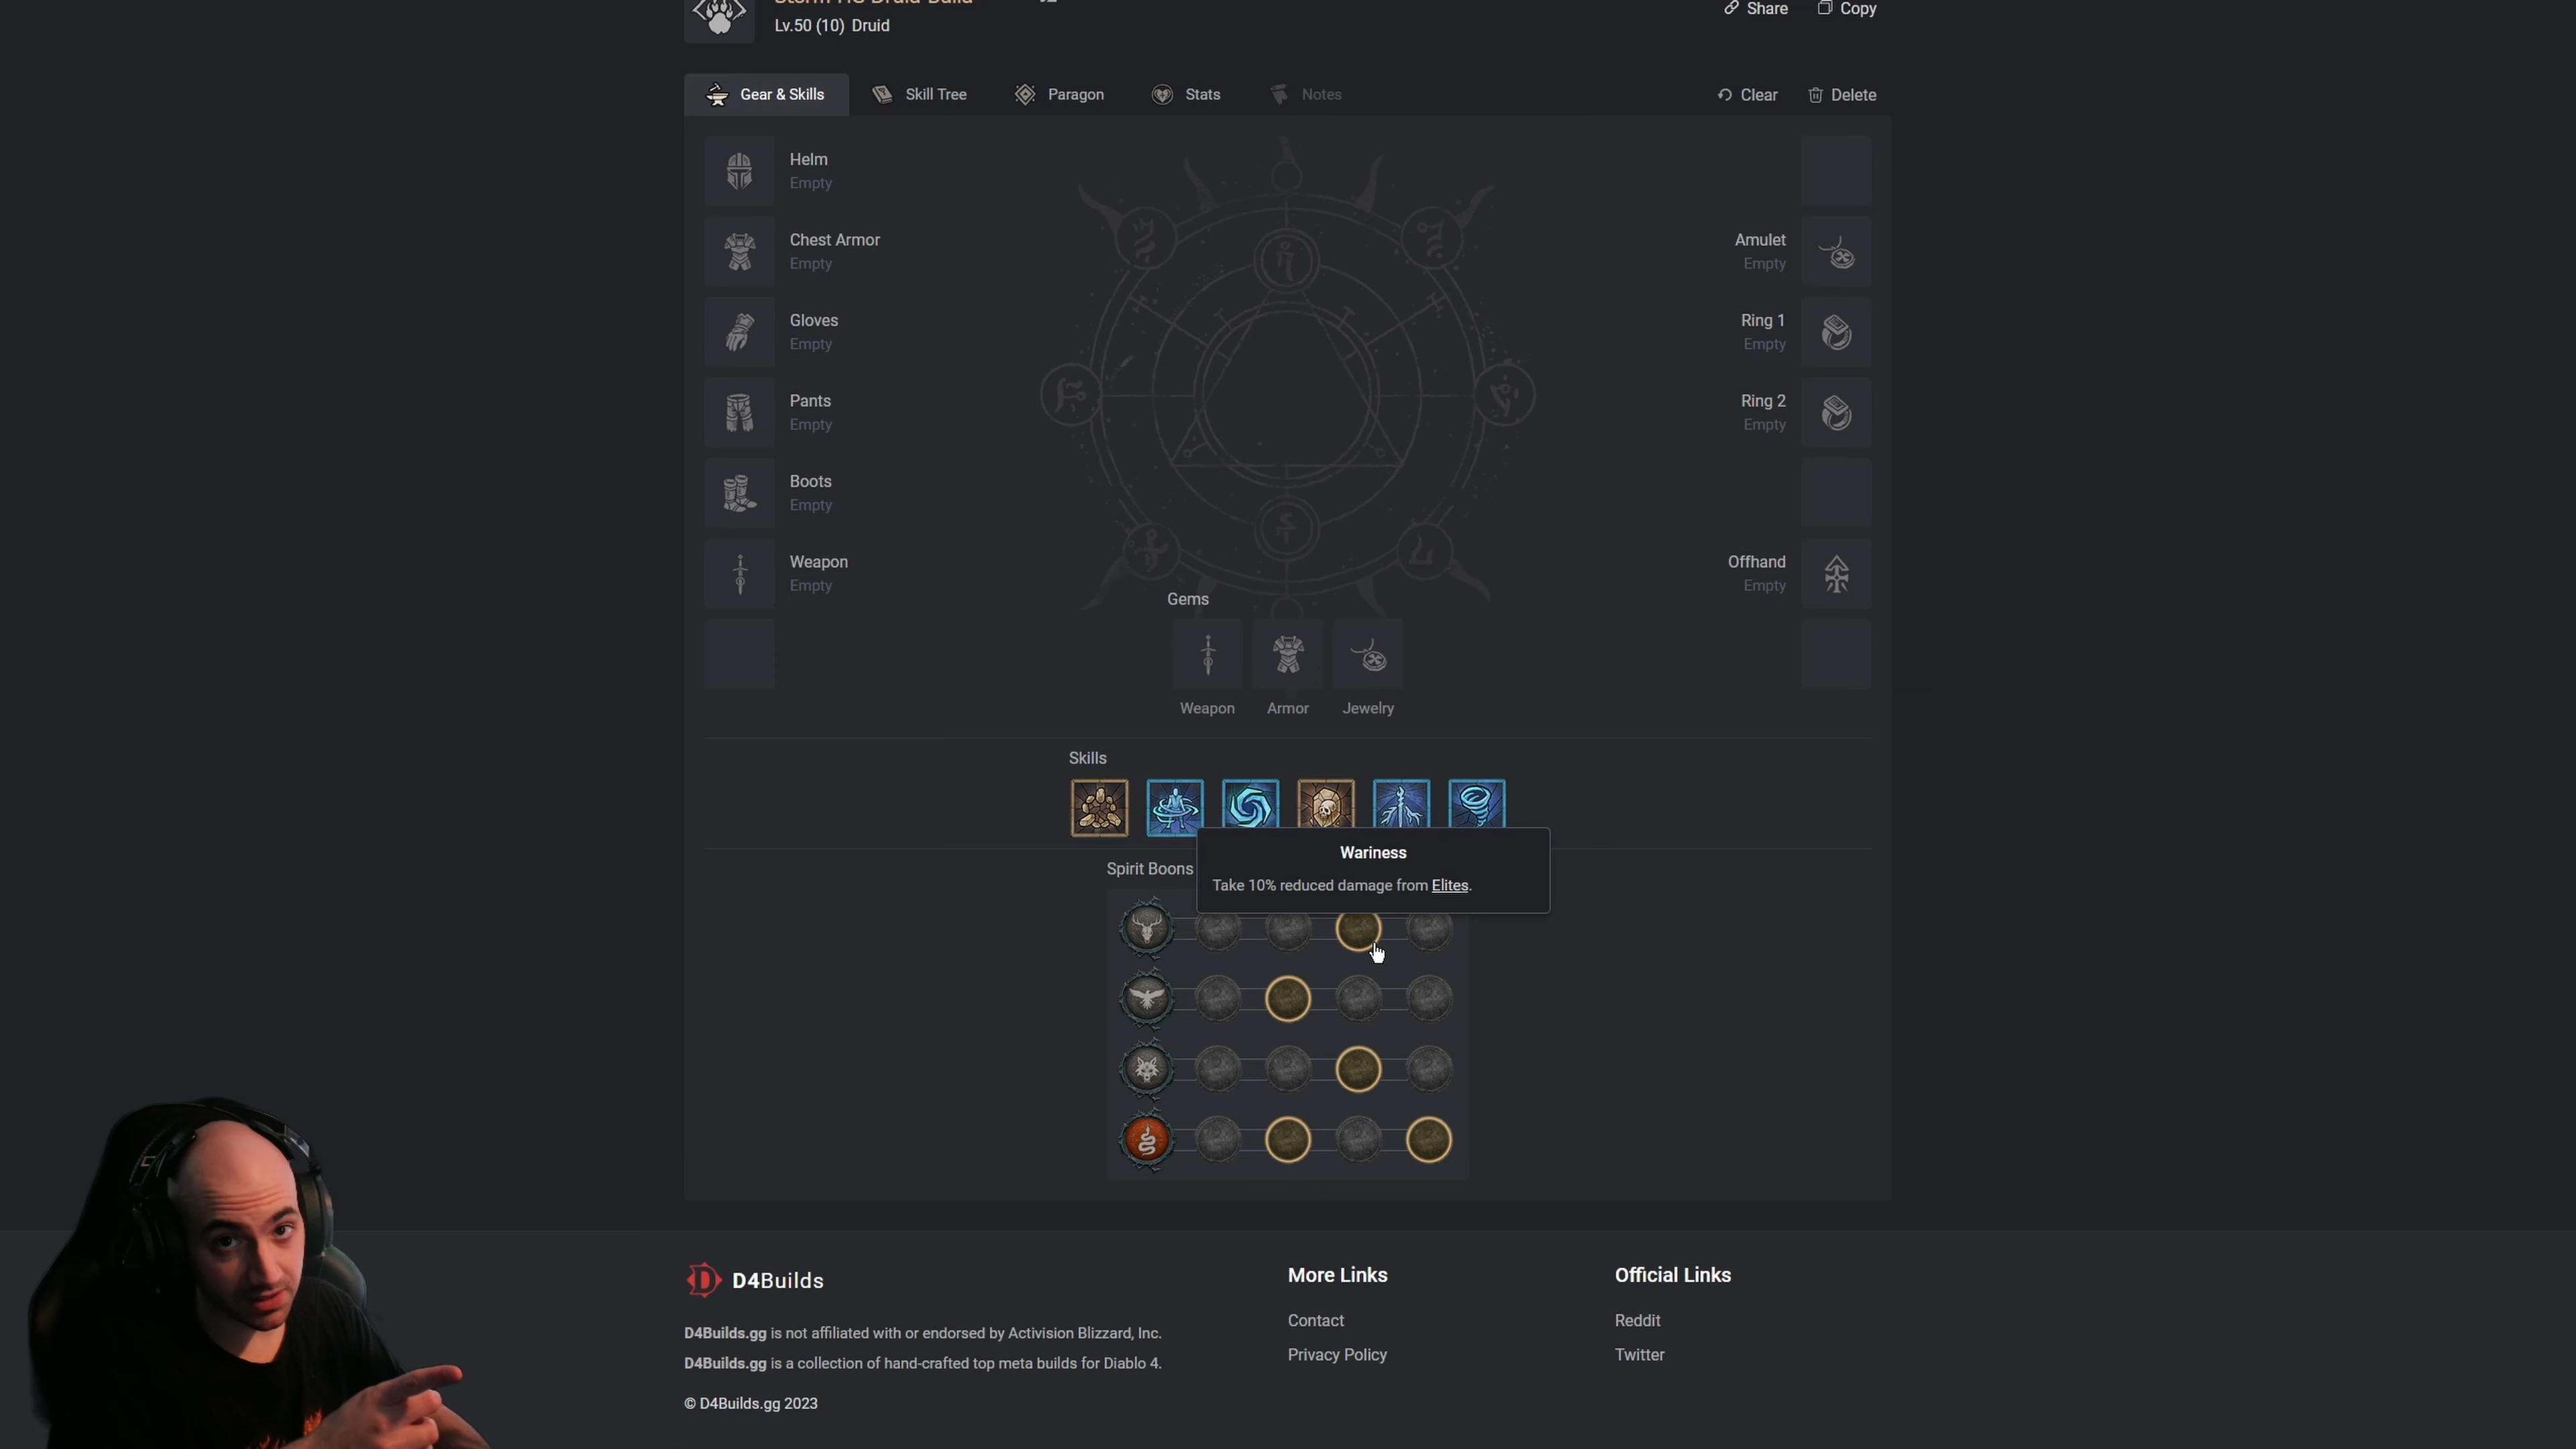 Storm HC Druid Build
Lv.50 (10) Druid
Share
Copy
Gear & Skills
Skill Tree
Paragon
Stats
Notes
Clear
Delete
Helm
Empty
Chest Armor
Empty
Gloves
Empty
Pants
Empty
Boots
Empty
Weapon
Empty
Amulet
Empty
Ring 1
Empty
Ring 2
Empty
Offhand
Empty
Gems
Weapon
Armor
Jewelry
Skills
Wariness
Take 10% reduced damage from Elites.
Spirit Boons
D4Builds
D4Builds.gg is not affiliated with or endorsed by Activision Blizzard, Inc.
D4Builds.gg is a collection of hand-crafted top meta builds for Diablo 4.
© D4Builds.gg 2023
More Links
Contact
Privacy Policy
Official Links
Reddit
Twitter